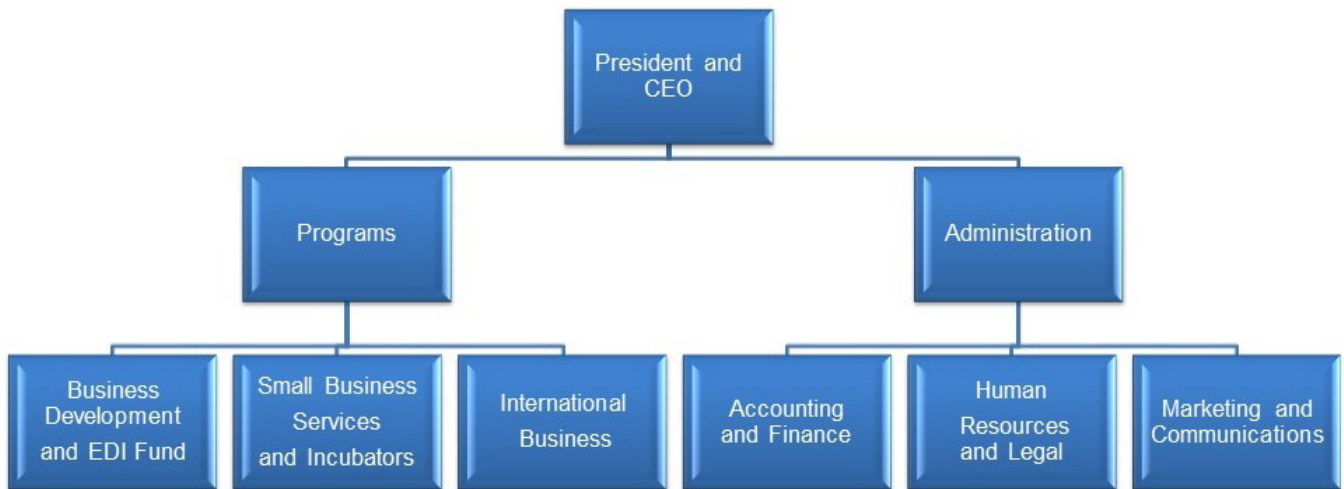 President and
CEO
Programs
Administration
Business
Development
and EDI Fund
Small Business
Services
and Incubators
International
Business
Accounting
and Finance
Human
Resources
and Legal
Marketing and
Communications